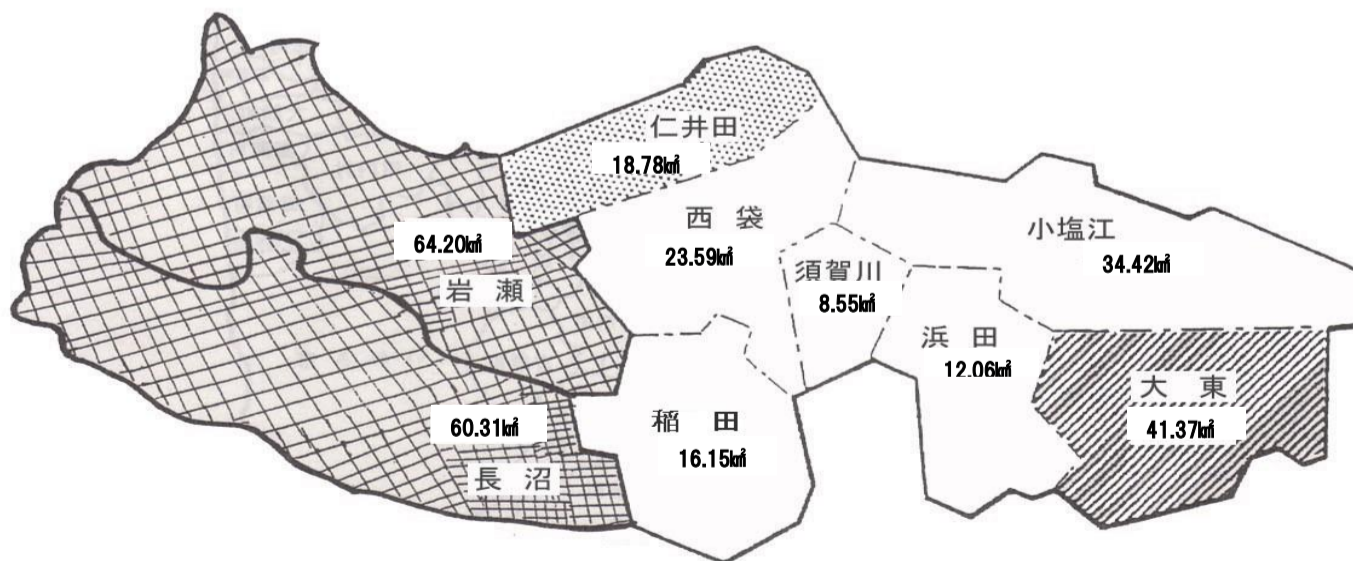 仁井田
18.78㎢
西袋
23.59㎢
小塩江
34.42㎢
64.20㎢
岩瀬
須賀川
8.55㎢
浜田
12.06㎢
大東
41.37㎢
60.31㎢
長沼
稲田
16.15㎢